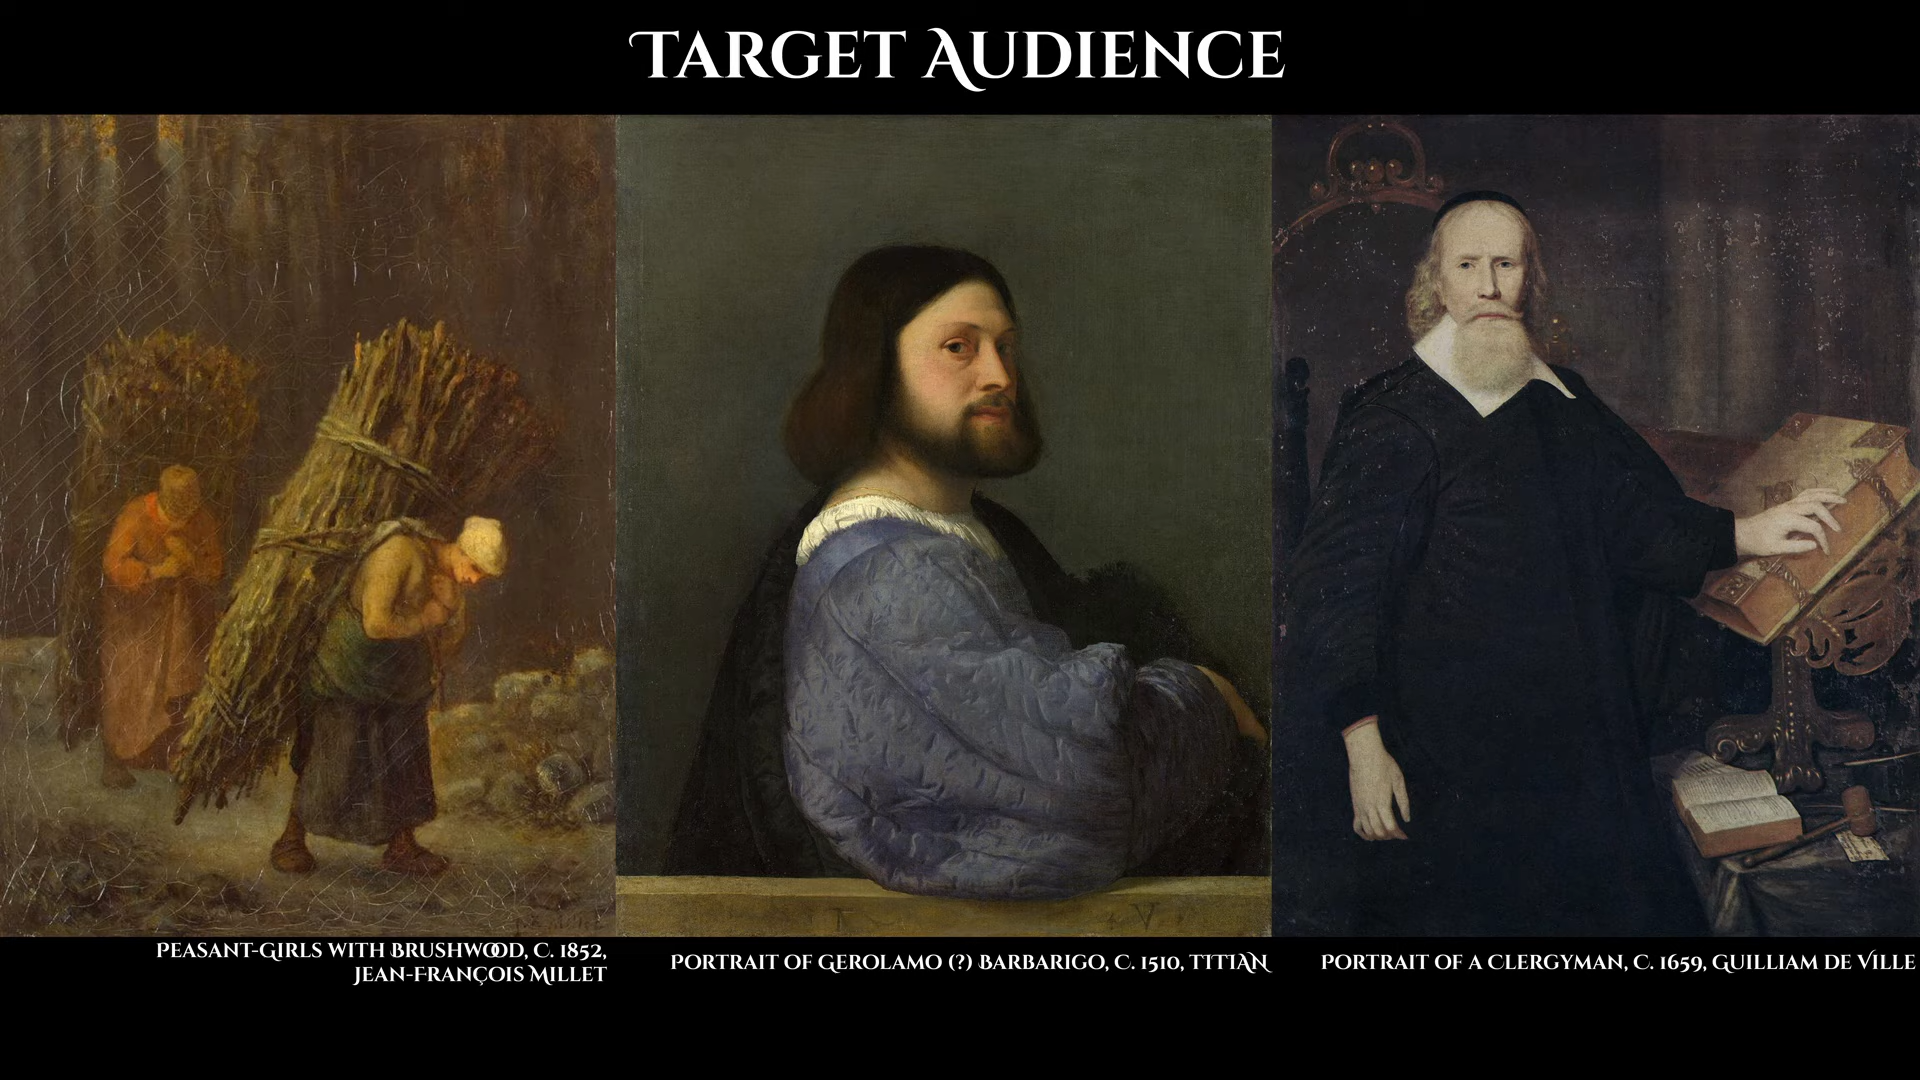 Target Audience
Peasant-Girls with Brushwood, c. 1852,
Jean-François Millet
Portrait of Gerolamo (?) Barbarigo, c. 1510, Titian
Portrait of a Clergyman, c. 1659, Guilliam de Ville
T V